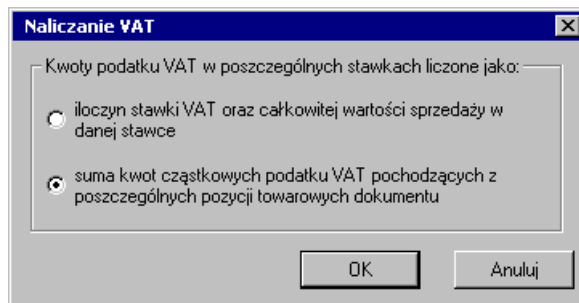 Naliczanie VAT
Kwoty podatku VAT w poszczególnych stawkach liczone jako:
iloczyn stawki VAT oraz całkowitej wartości sprzedaży w
danej stawce
suma kwot cząstkowych podatku VAT pochodzących z
poszczególnych pozycji towarowych dokumentu
OK
Anuluj